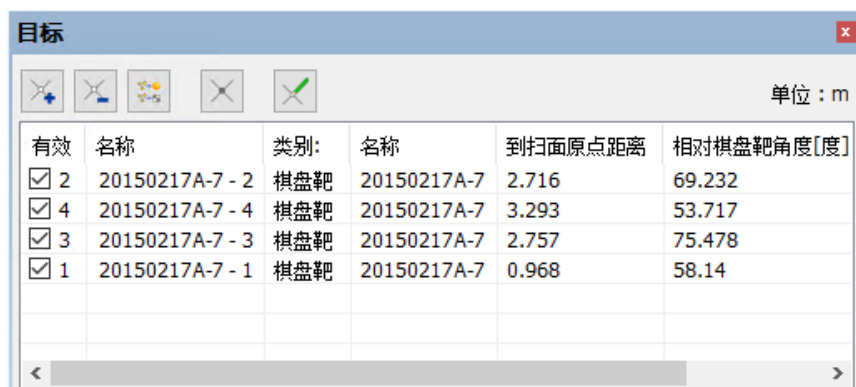 目标
单位：m
有效 名称 类别: 名称 到扫面原点距离 相对棋盘靶角度[度]
2 20150217A-7 - 2 棋盘靶 20150217A-7 2.716 69.232
4 20150217A-7 - 4 棋盘靶 20150217A-7 3.293 53.717
3 20150217A-7 - 3 棋盘靶 20150217A-7 2.757 75.478
1 20150217A-7 - 1 棋盘靶 20150217A-7 0.968 58.14